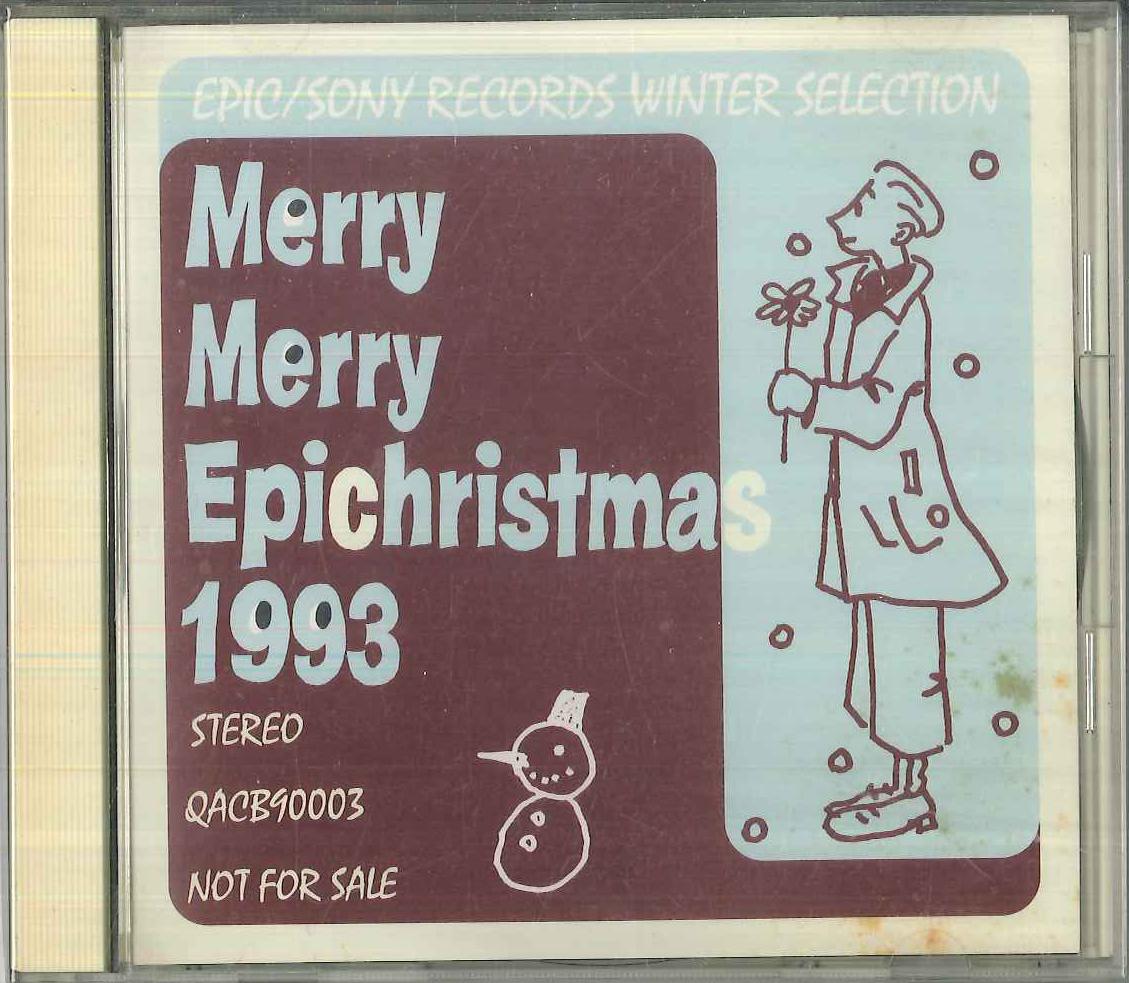 EPIC/SONY RECORDS WINTER SELECTION
Merry
Merry
Epichristmas
1993
STEREO
QACB90003
NOT FOR SALE